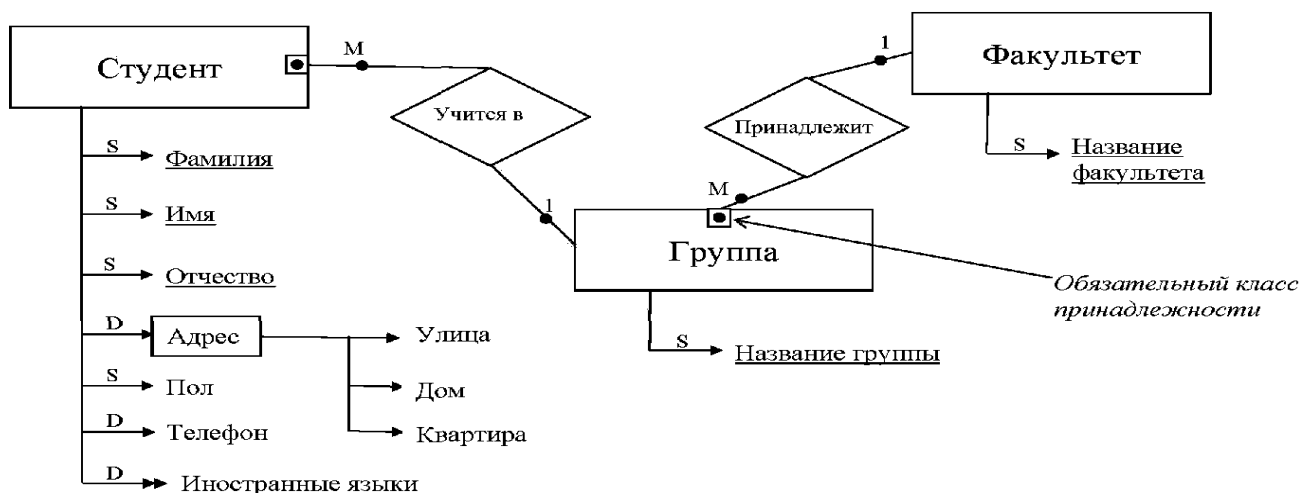 Студент
M
Учится в
1
Факультет
1
Принадлежит
M
S
Название
факультета
Группа
Обязательный класс
принадлежности
S
Название группы
S
Фамилия
S
Имя
S
Отчество
D
Адрес
Улица
Дом
Квартира
S
Пол
D
Телефон
D
Иностранные языки